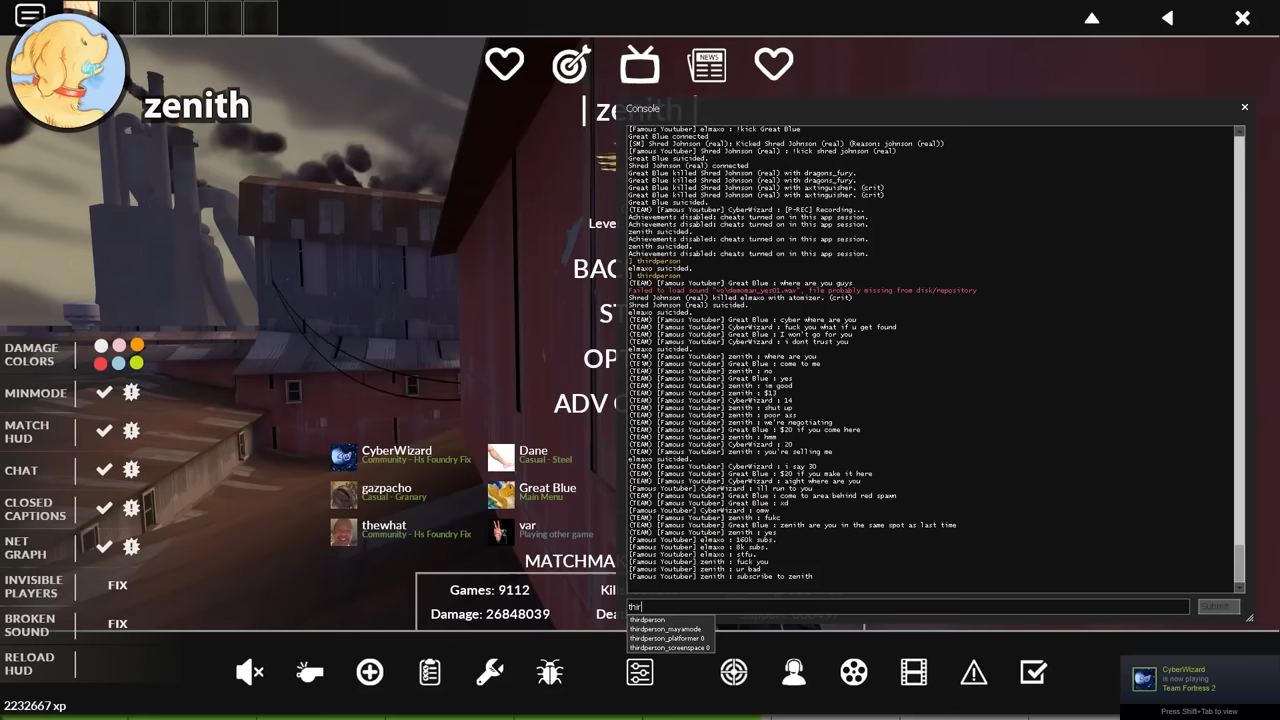 NEWS
zenith
| zenith |
Console
[Famous Youtuber] elmaxo : !kick Great Blue
Great Blue connected
[SM] Shred Johnson (real): Kicked Shred Johnson (real) (Reason: johnson (real))
[Famous Youtuber] Shred Johnson (real) : !kick shred johnson (real)
Great Blue suicided.
Shred Johnson (real) connected
Great Blue killed Shred Johnson (real) with dragons_fury.
Great Blue killed Shred Johnson (real) with dragons_fury.
Great Blue killed Shred Johnson (real) with axtinguisher. (crit)
Great Blue killed Shred Johnson (real) with axtinguisher. (crit)
Great Blue suicided.
(TEAM) [Famous Youtuber] CyberWizard : [P-REC] Recording...
Achievements disabled: cheats turned on in this app session.
Achievements disabled: cheats turned on in this app session.
zenith suicided.
Achievements disabled: cheats turned on in this app session.
zenith suicided.
Achievements disabled: cheats turned on in this app session.
] thirdperson
elmaxo suicided.
] thirdperson
(TEAM) [Famous Youtuber] Great Blue : where are you guys
Failed to load sound "vo\demoman_yes01.wav", file probably missing from disk/repository
Shred Johnson (real) killed elmaxo with atomizer. (crit)
Shred Johnson (real) suicided.
elmaxo suicided.
(TEAM) [Famous Youtuber] Great Blue : cyber where are you
(TEAM) [Famous Youtuber] CyberWizard : fuck you what if u get found
(TEAM) [Famous Youtuber] Great Blue : I won't go for you
(TEAM) [Famous Youtuber] CyberWizard : i dont trust you
elmaxo suicided.
(TEAM) [Famous Youtuber] zenith : where are you
(TEAM) [Famous Youtuber] Great Blue : come to me
(TEAM) [Famous Youtuber] zenith : no
(TEAM) [Famous Youtuber] Great Blue : yes
(TEAM) [Famous Youtuber] zenith : im good
(TEAM) [Famous Youtuber] zenith : $13
(TEAM) [Famous Youtuber] CyberWizard : 14
(TEAM) [Famous Youtuber] zenith : shut up
(TEAM) [Famous Youtuber] zenith : poor ass
(TEAM) [Famous Youtuber] zenith : we're negotiating
(TEAM) [Famous Youtuber] Great Blue : $20 if you come here
(TEAM) [Famous Youtuber] zenith : hmm
(TEAM) [Famous Youtuber] CyberWizard : 20
(TEAM) [Famous Youtuber] zenith : you're selling me
elmaxo suicided.
(TEAM) [Famous Youtuber] CyberWizard : i say 30
(TEAM) [Famous Youtuber] Great Blue : $20 if you make it here
(TEAM) [Famous Youtuber] CyberWizard : aight where are you
[Famous Youtuber] CyberWizard : ill run to you
(TEAM) [Famous Youtuber] Great Blue : come to area behind red spawn
(TEAM) [Famous Youtuber] Great Blue : xd
[Famous Youtuber] CyberWizard : omw
(TEAM) [Famous Youtuber] zenith : fukc
(TEAM) [Famous Youtuber] Great Blue : zenith are you in the same spot as last time
(TEAM) [Famous Youtuber] zenith : yes
[Famous Youtuber] elmaxo : 160k subs.
[Famous Youtuber] elmaxo : 8k subs.
[Famous Youtuber] elmaxo : stfu.
[Famous Youtuber] zenith : fuck you
[Famous Youtuber] zenith : ur bad
[Famous Youtuber] zenith : subscribe to zenith
thir
Submit
thirdperson
thirdperson_mayamode
thirdperson_platformer 0
thirdperson_screenspace 0
Leve
BAC
ST
OP
ADV
DAMAGE
COLORS
MINMODE
MATCH
HUD
CHAT
CLOSED
CAPTIONS
NET
GRAPH
INVISIBLE
PLAYERS
FIX
BROKEN
SOUND
FIX
RELOAD
HUD
CyberWizard
Community - Hs Foundry Fix
Dane
Casual - Steel
gazpacho
Casual - Granary
Great Blue
Main Menu
thewhat
Community - Hs Foundry Fix
var
Playing other game
MATCHMA
Games: 9112
Kil
Damage: 26848039
Dea
2232667 xp
CyberWizard
is now playing
Team Fortress 2
Press Shift+Tab to view